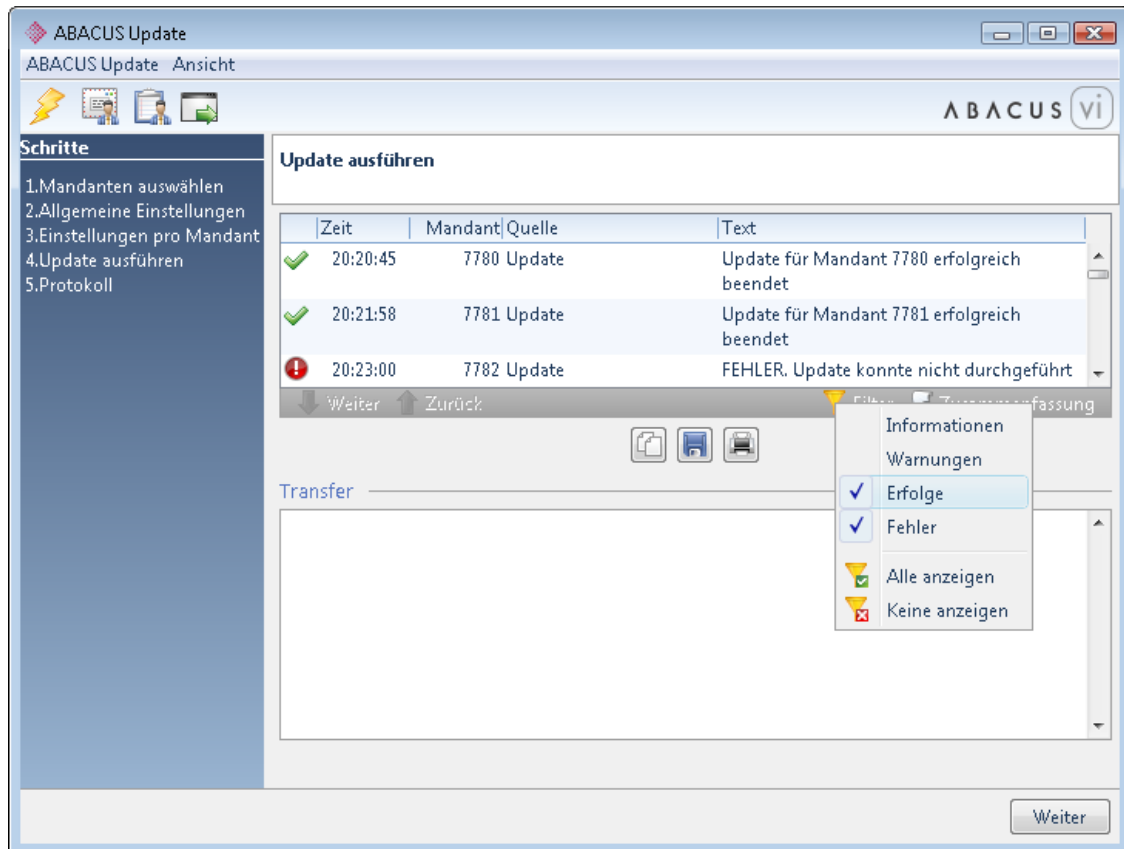 ABACUS Update
ABACUS Update Ansicht
ABACUS vi
Schritte
1.Mandanten auswählen
2.Allgemeine Einstellungen
3.Einstellungen pro Mandant
4.Update ausführen
5.Protokoll
Update ausführen
Zeit Mandant Quelle Text
20:20:45 7780 Update Update für Mandant 7780 erfolgreich
beendet
20:21:58 7781 Update Update für Mandant 7781 erfolgreich
beendet
20:23:00 7782 Update FEHLER. Update konnte nicht durchgeführt
Weiter Zurück Filter Zusammenfassung
Informationen
Warnungen
Erfolge
Fehler
Alle anzeigen
Keine anzeigen
Transfer
Weiter